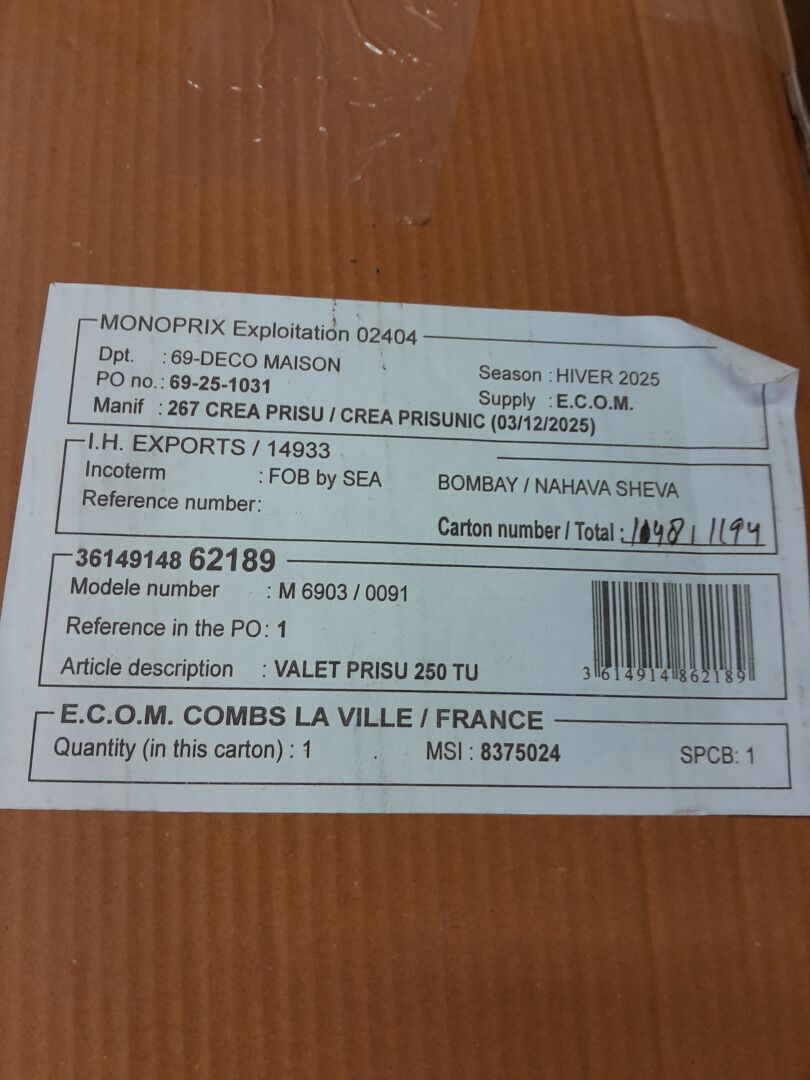 MONOPRIX Exploitation 02404
Dpt. : 69-DECO MAISON
Season : HIVER 2025
PO no.: 69-25-1031
Supply : E.C.O.M.
Manif : 267 CREA PRISU / CREA PRISUNIC (03/12/2025)
I.H. EXPORTS / 14933
Incoterm : FOB by SEA
BOMBAY / NAHAVA SHEVA
Reference number:
Carton number / Total : 1194
36149148 62189
Modele number : M 6903 / 0091
Reference in the PO: 1
Article description : VALET PRISU 250 TU
3 614914 862189
E.C.O.M. COMBS LA VILLE / FRANCE
Quantity (in this carton) : 1 MSI : 8375024 SPCB: 1